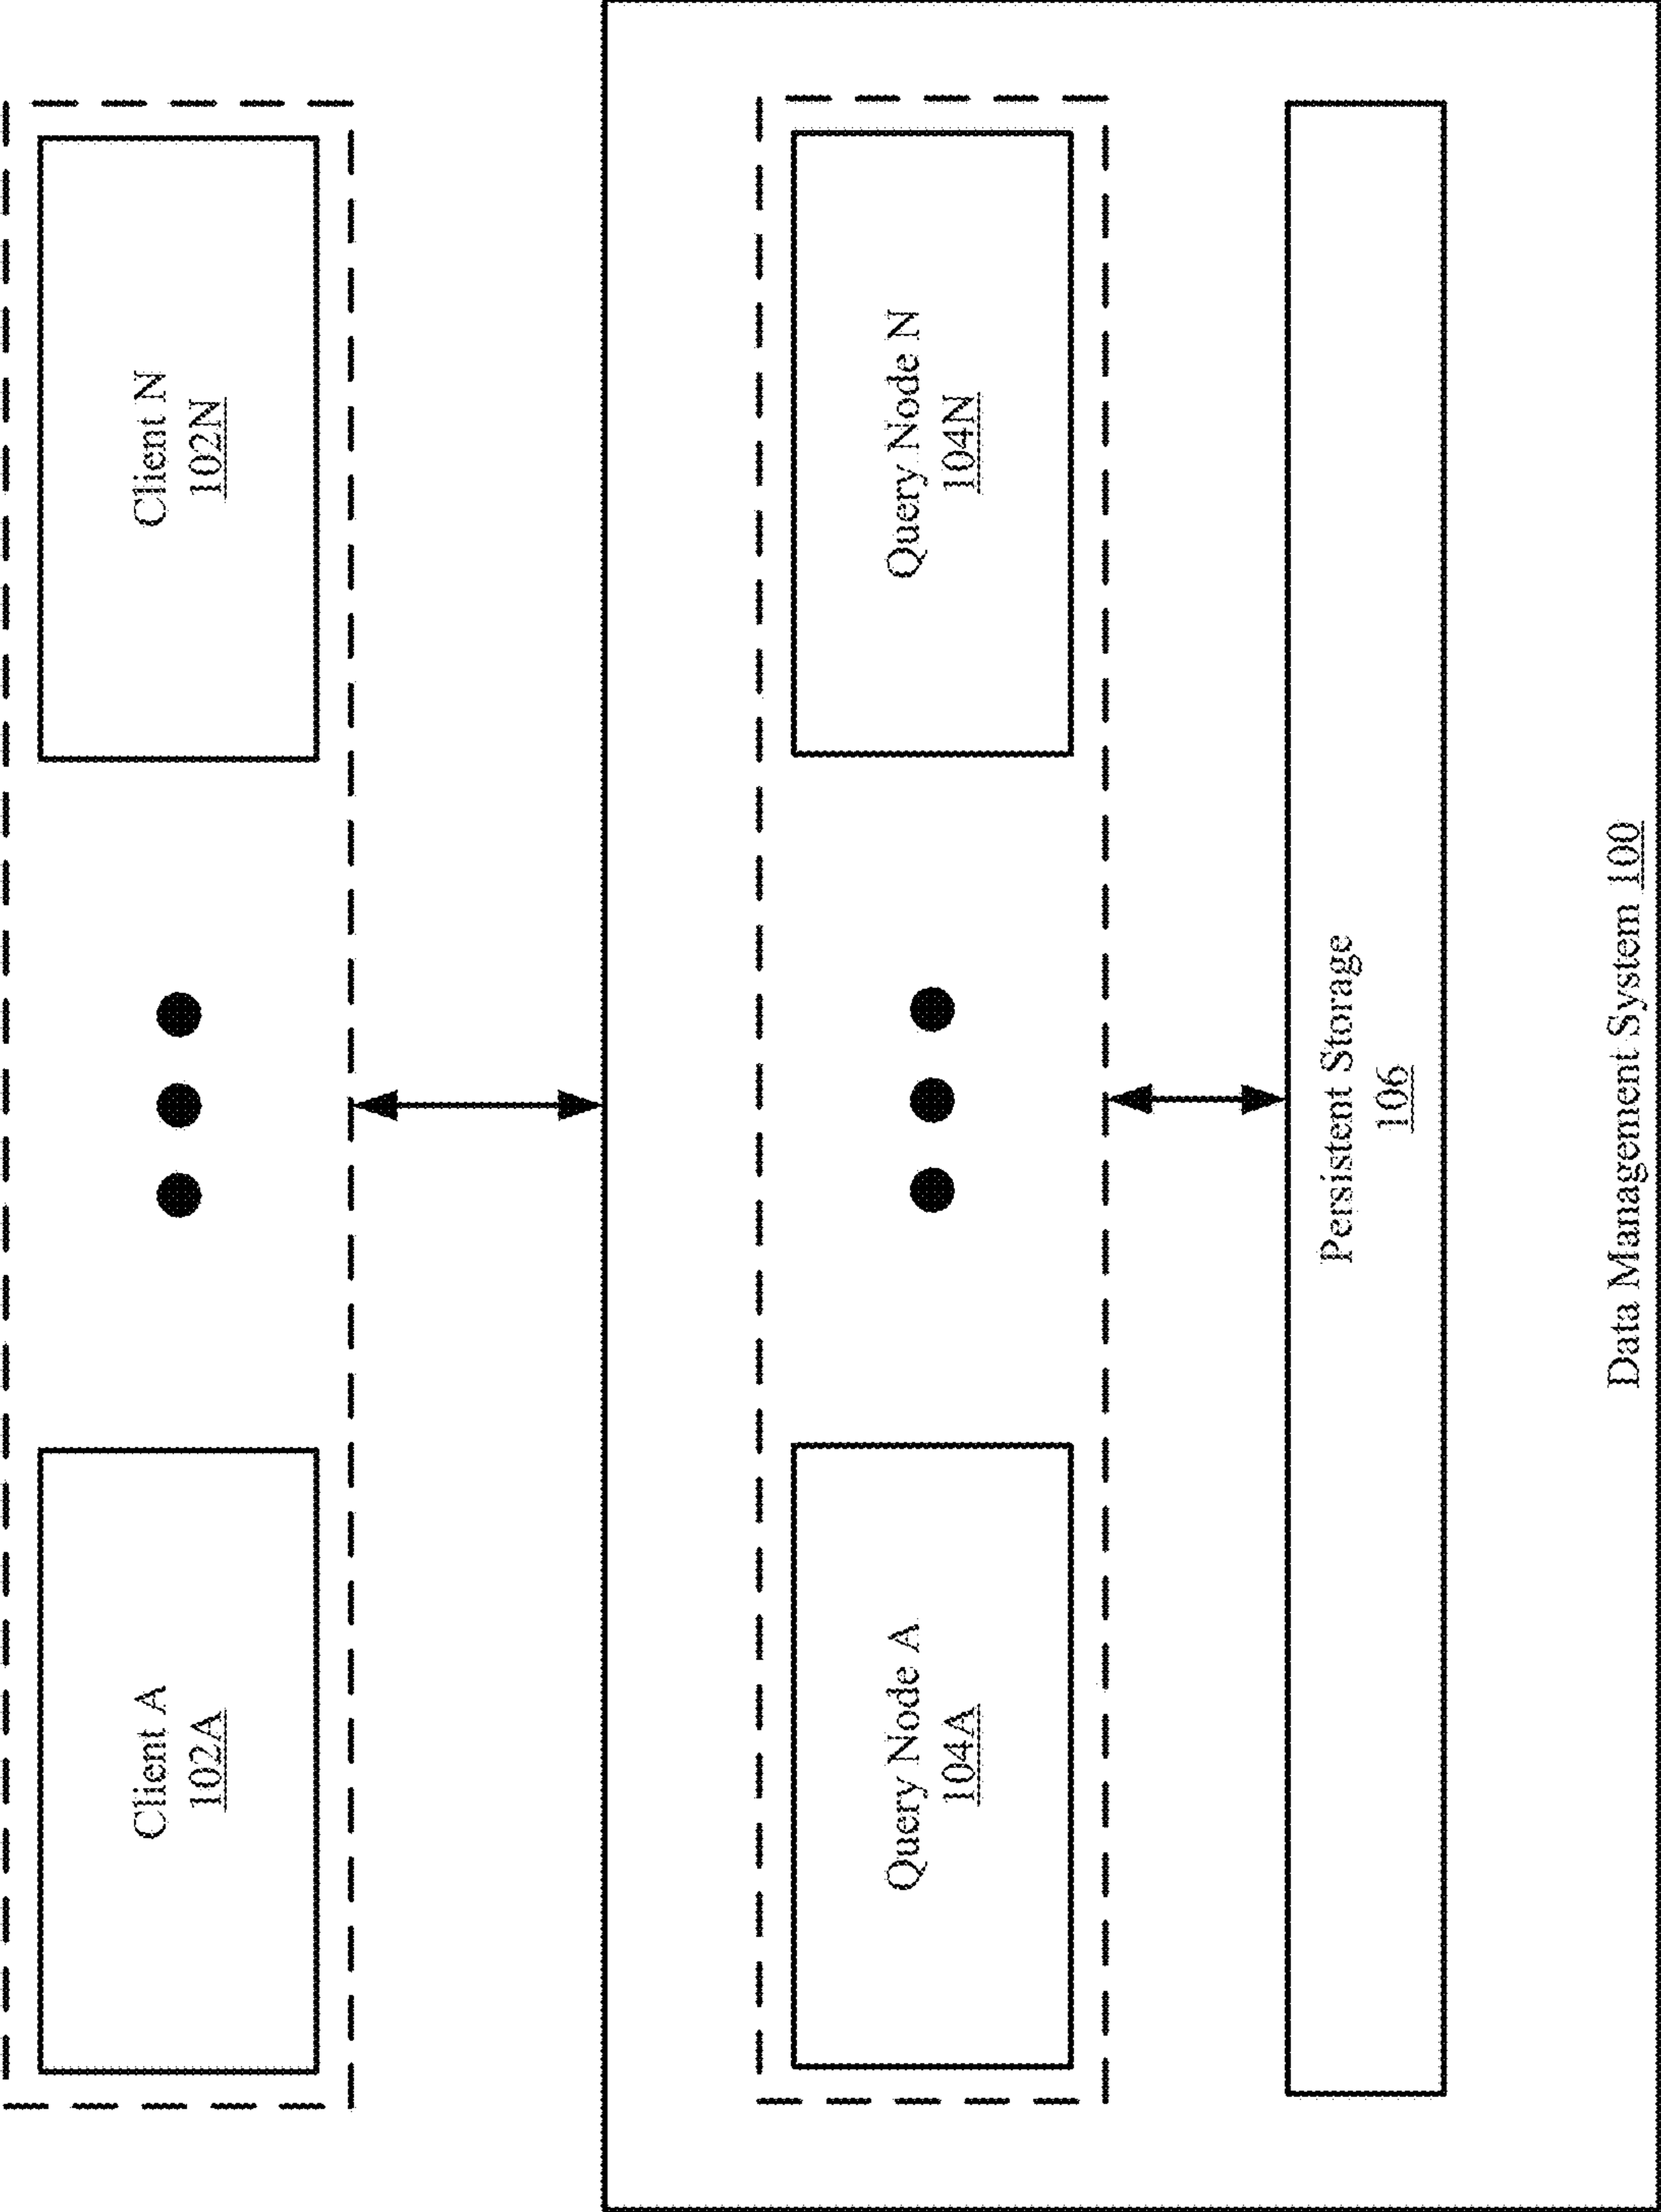 Client A
102A
Client N
102N
Query Node A
104A
Query Node N
104N
Persistent Storage
106
Data Management System 100